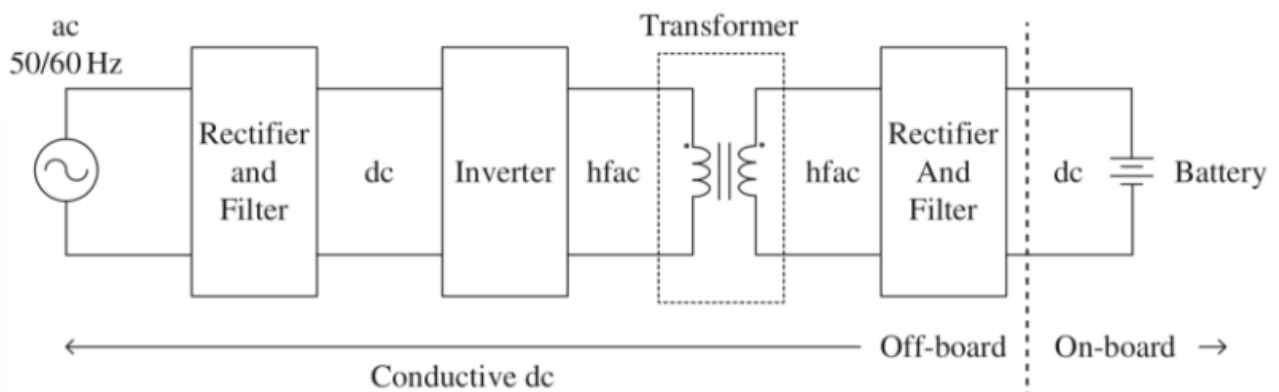 ac
50/60 Hz
Transformer
Rectifier
and
Filter
dc
Inverter
hfac
hfac
Rectifier
And
Filter
dc
Battery
Off-board
On-board
Conductive dc